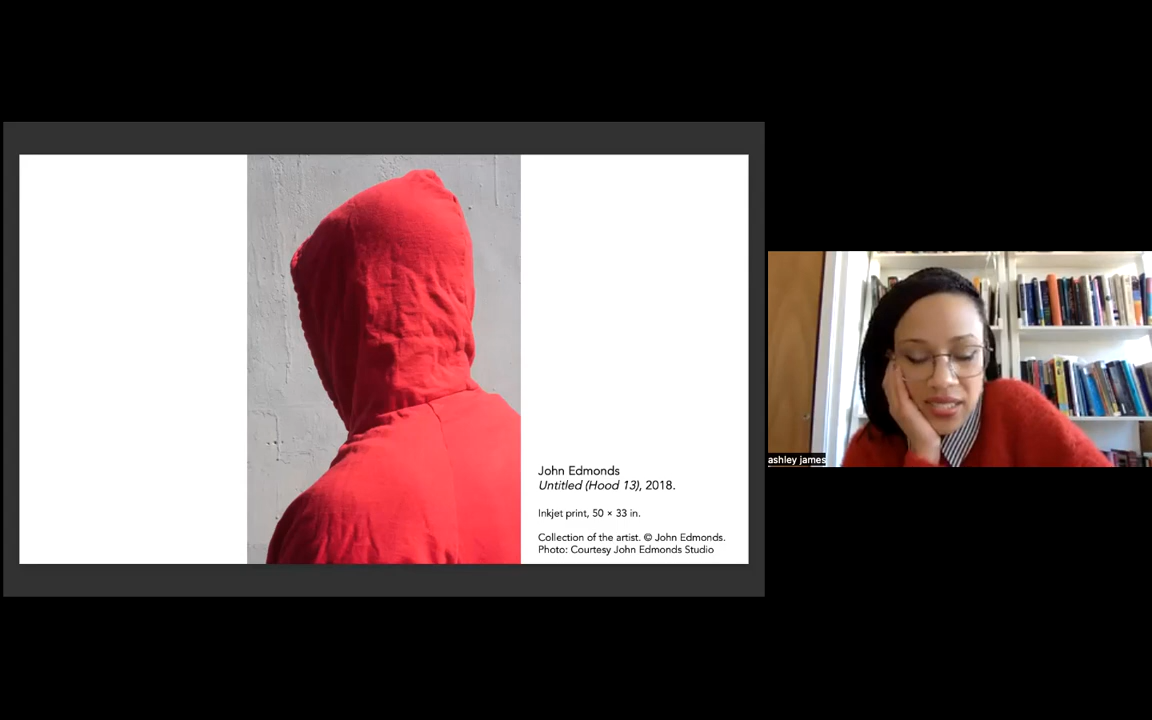 John Edmonds
Untitled (Hood 13), 2018.
Inkjet print, 50 × 33 in.
Collection of the artist. © John Edmonds.
Photo: Courtesy John Edmonds Studio
ashley james